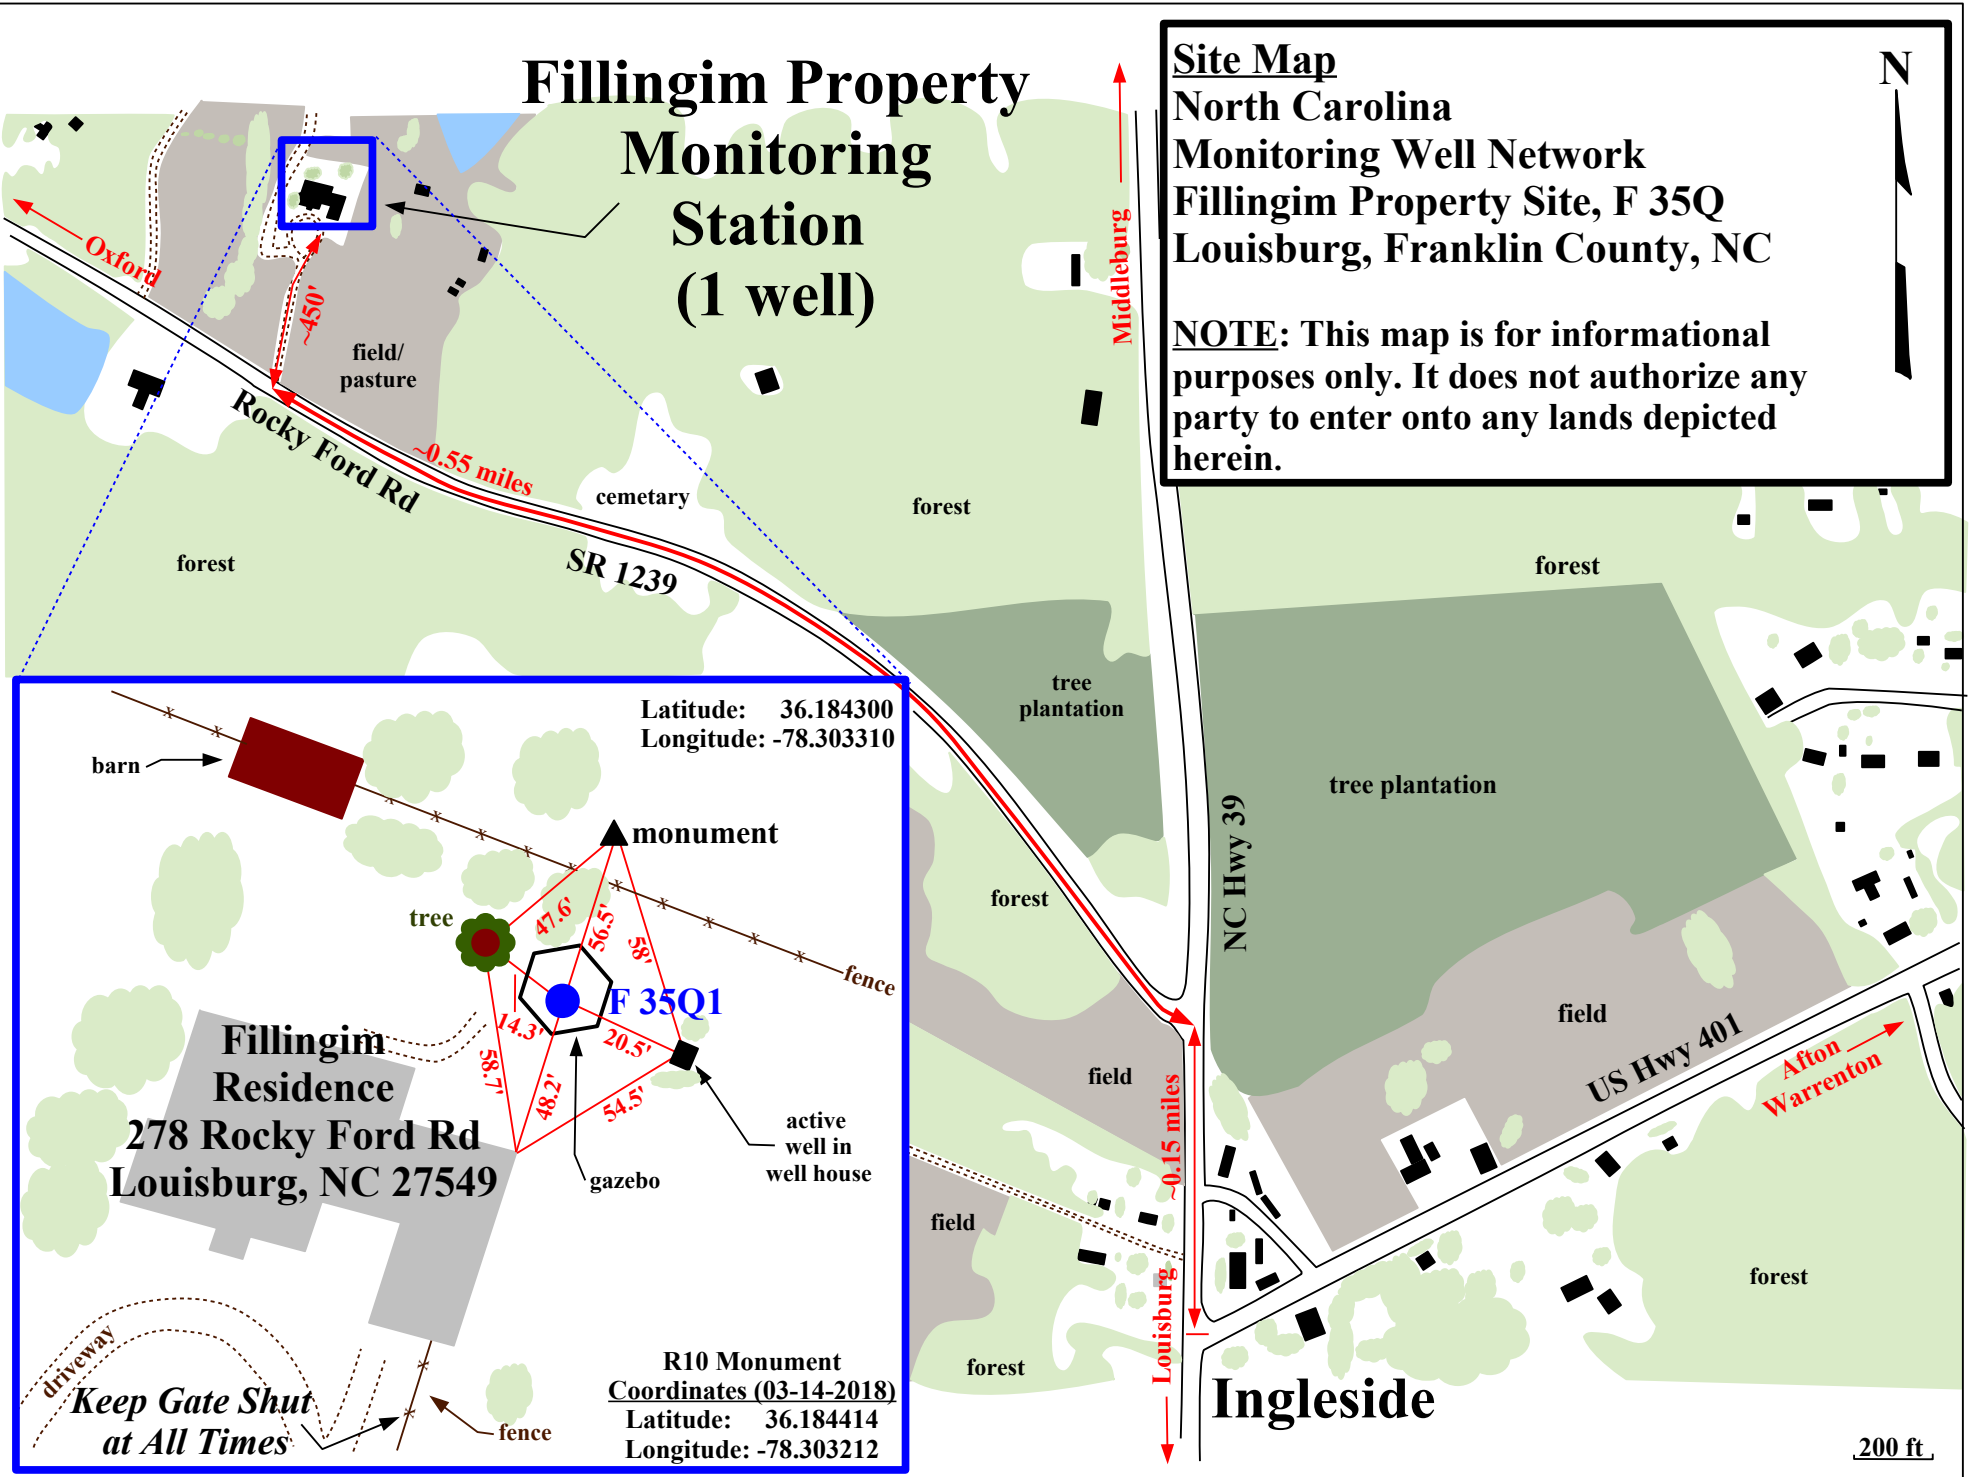 Fillingim Property
Monitoring
Station
(1 well)
Site Map
North Carolina
Monitoring Well Network
Fillingim Property Site, F 35Q
Louisburg, Franklin County, NC
NOTE: This map is for informational
purposes only. It does not authorize any
party to enter onto any lands depicted
herein.
N
Oxford
~450'
field/
pasture
Rocky Ford Rd
~0.55 miles
cemetary
SR 1239
forest
forest
Middleburg
forest
tree
plantation
tree plantation
NC Hwy 39
forest
field
field
US Hwy 401
Afton
Warrenton
~0.15 miles
field
forest
forest
Louisburg
Ingleside
200 ft
Latitude: 36.184300
Longitude: -78.303310
barn
x
x
x
x
x
x
x
x
x
x
x
monument
tree
47.6'
56.5'
58'
fence
F 35Q1
14.3'
20.5'
58.7'
48.2'
54.5'
Fillingim
Residence
278 Rocky Ford Rd
Louisburg, NC 27549
gazebo
active
well in
well house
driveway
Keep Gate Shut
at All Times
x
x
fence
R10 Monument
Coordinates (03-14-2018)
Latitude: 36.184414
Longitude: -78.303212